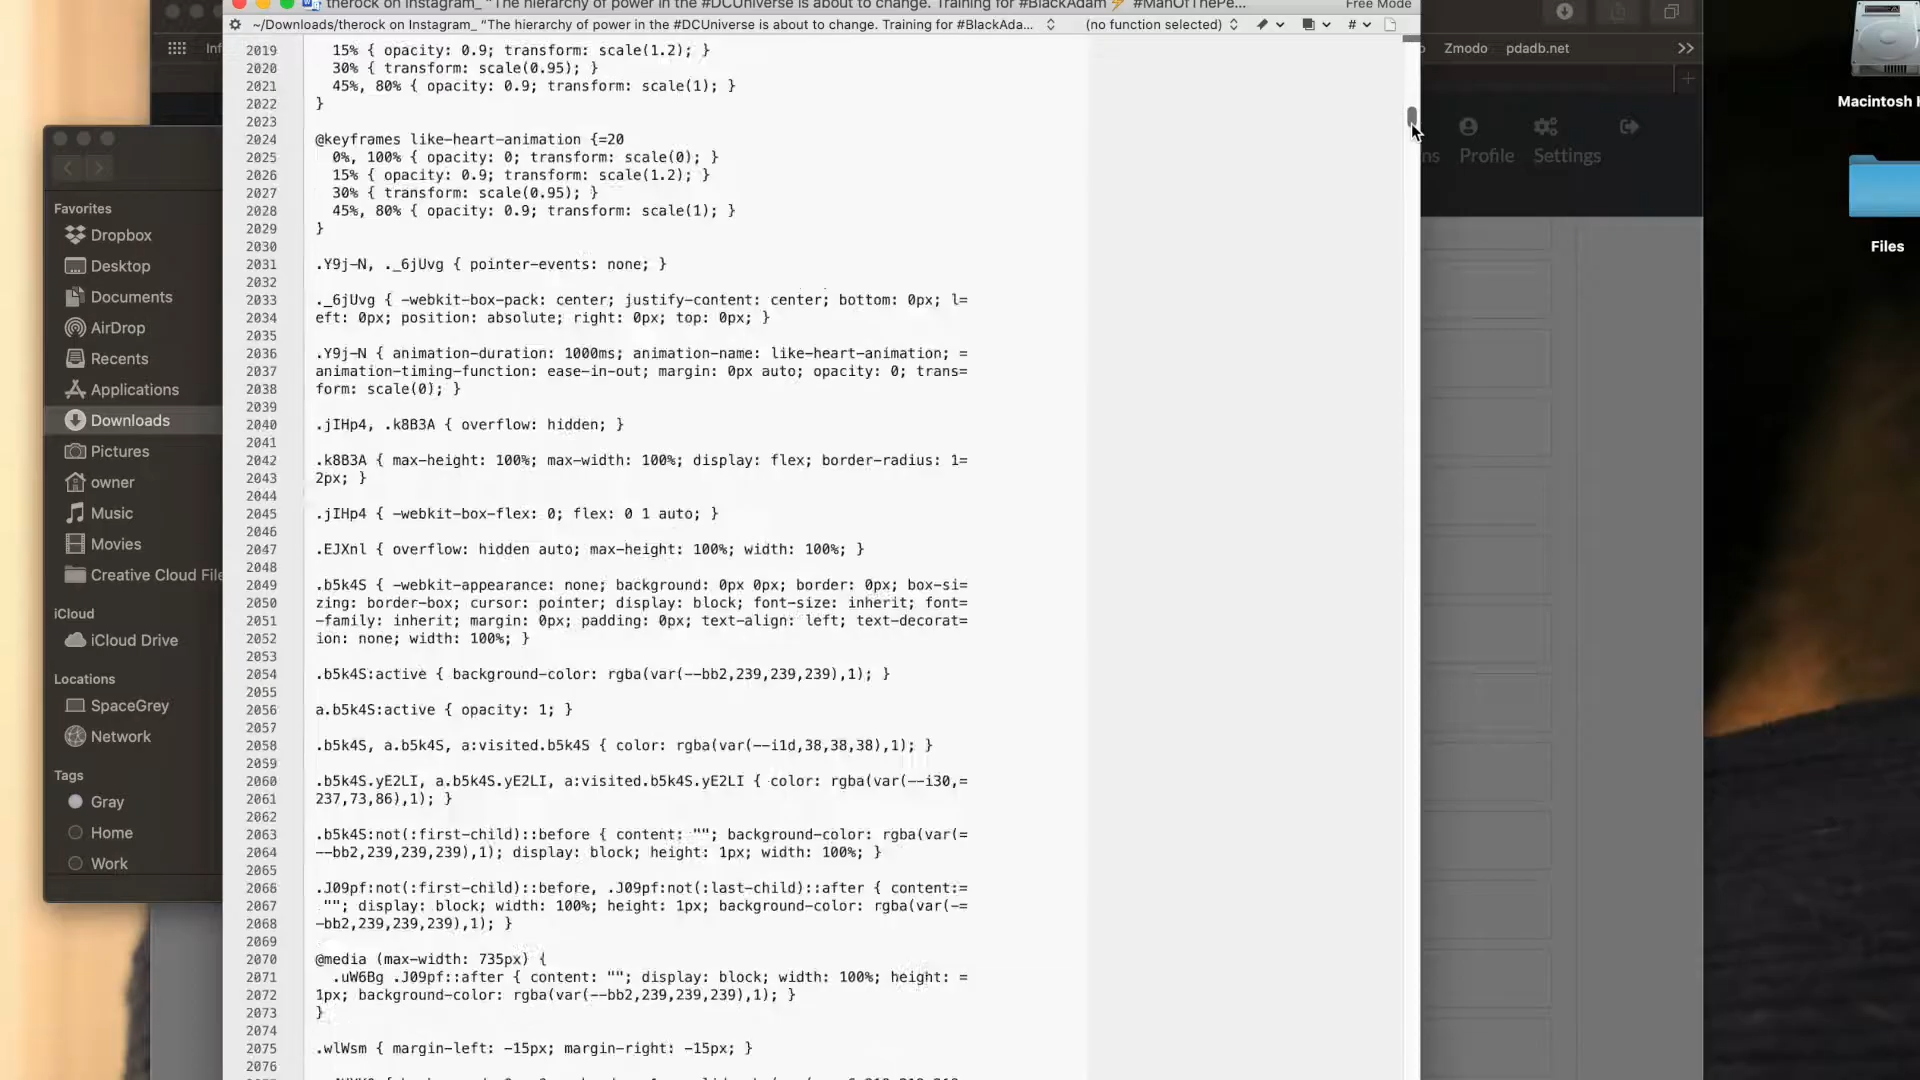 therock on Instagram_ "The hierarchy of power in the #DCUniverse is about to change. Training for #BlackAdam⚡ #ManOfThePe...
Free Mode
~/Downloads/therock on Instagram_ "The hierarchy of power in the #DCUniverse is about to change. Training for #BlackAda...
(no function selected)
#
Zmodo
pdadb.net
>>
Inf
Macintosh H
Profile
Settings
ns
Files
Favorites
Dropbox
Desktop
Documents
AirDrop
Recents
Applications
Downloads
Pictures
owner
Music
Movies
Creative Cloud File
iCloud
iCloud Drive
Locations
SpaceGrey
Network
Tags
Gray
Home
Work
2019 15% { opacity: 0.9; transform: scale(1.2); }
2020 30% { transform: scale(0.95); }
2021 45%, 80% { opacity: 0.9; transform: scale(1); }
2022 }
2023
2024 @keyframes like-heart-animation {=20
2025 0%, 100% { opacity: 0; transform: scale(0); }
2026 15% { opacity: 0.9; transform: scale(1.2); }
2027 30% { transform: scale(0.95); }
2028 45%, 80% { opacity: 0.9; transform: scale(1); }
2029 }
2030
2031 .Y9j-N, ._6jUvg { pointer-events: none; }
2032
2033 ._6jUvg { -webkit-box-pack: center; justify-content: center; bottom: 0px; l=
2034 eft: 0px; position: absolute; right: 0px; top: 0px; }
2035
2036 .Y9j-N { animation-duration: 1000ms; animation-name: like-heart-animation; =
2037 animation-timing-function: ease-in-out; margin: 0px auto; opacity: 0; trans=
2038 form: scale(0); }
2039
2040 .jIHp4, .k8B3A { overflow: hidden; }
2041
2042 .k8B3A { max-height: 100%; max-width: 100%; display: flex; border-radius: 1=
2043 2px; }
2044
2045 .jIHp4 { -webkit-box-flex: 0; flex: 0 1 auto; }
2046
2047 .EJXnl { overflow: hidden auto; max-height: 100%; width: 100%; }
2048
2049 .b5k4S { -webkit-appearance: none; background: 0px 0px; border: 0px; box-si=
2050 zing: border-box; cursor: pointer; display: block; font-size: inherit; font=
2051 -family: inherit; margin: 0px; padding: 0px; text-align: left; text-decorat=
2052 ion: none; width: 100%; }
2053
2054 .b5k4S:active { background-color: rgba(var(--bb2,239,239,239),1); }
2055
2056 a.b5k4S:active { opacity: 1; }
2057
2058 .b5k4S, a.b5k4S, a:visited.b5k4S { color: rgba(var(--i1d,38,38,38),1); }
2059
2060 .b5k4S.yE2LI, a.b5k4S.yE2LI, a:visited.b5k4S.yE2LI { color: rgba(var(--i30,=
2061 237,73,86),1); }
2062
2063 .b5k4S:not(:first-child)::before { content: ""; background-color: rgba(var(=
2064 --bb2,239,239,239),1); display: block; height: 1px; width: 100%; }
2065
2066 .J09pf:not(:first-child)::before, .J09pf:not(:last-child)::after { content:=
2067 ""; display: block; width: 100%; height: 1px; background-color: rgba(var(-=
2068 -bb2,239,239,239),1); }
2069
2070 @media (max-width: 735px) {
2071 .uW6Bg .J09pf::after { content: ""; display: block; width: 100%; height: =
2072 1px; background-color: rgba(var(--bb2,239,239,239),1); }
2073 }
2074
2075 .wlWsm { margin-left: -15px; margin-right: -15px; }
2076